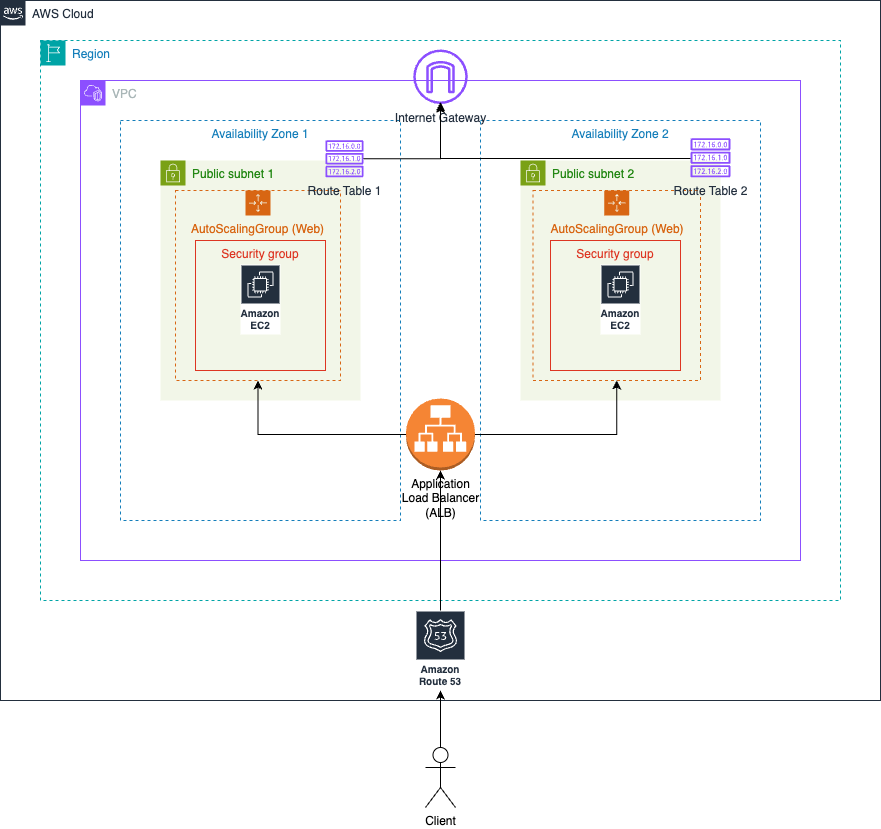 aws
AWS Cloud
Region
VPC
Internet Gateway
Availability Zone 1
Availability Zone 2
172.16.0.0
172.16.1.0
172.16.2.0
172.16.0.0
172.16.1.0
172.16.2.0
Public subnet 1
Public subnet 2
Route Table 1
Route Table 2
AutoScalingGroup (Web)
AutoScalingGroup (Web)
Security group
Security group
Amazon
EC2
Amazon
EC2
Application
Load Balancer
(ALB)
53
Amazon
Route 53
Client